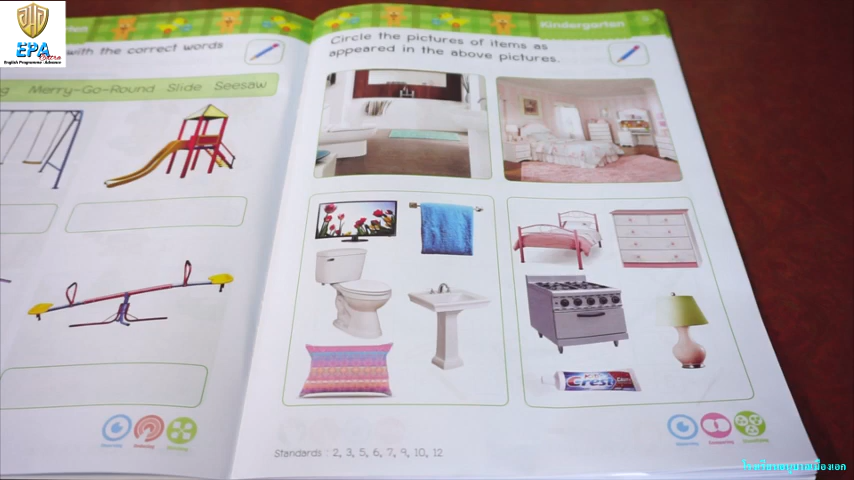 EPA
Extra
English Programme : Advance
with the correct words
Merry-Go-Round Slide Seesaw
Kindergarten
Circle the pictures of items as
appeared in the above pictures.
Crest
Standards : 2, 3, 5, 6, 7, 9, 10, 12